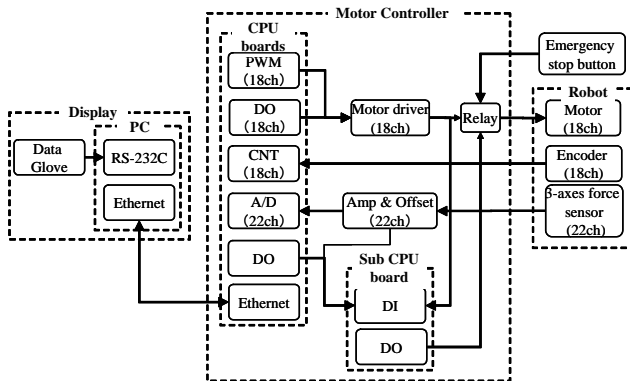 Motor Controller
CPU
boards
PWM
(18ch)
DO
(18ch)
CNT
(18ch)
A/D
(22ch)
DO
Ethernet
Display
PC
Data
Glove
RS-232C
Ethernet
Motor driver
(18ch)
Relay
Amp & Offset
(22ch)
Sub CPU
board
DI
DO
Emergency
stop button
Robot
Motor
(18ch)
Encoder
(18ch)
3-axes force
sensor
(22ch)